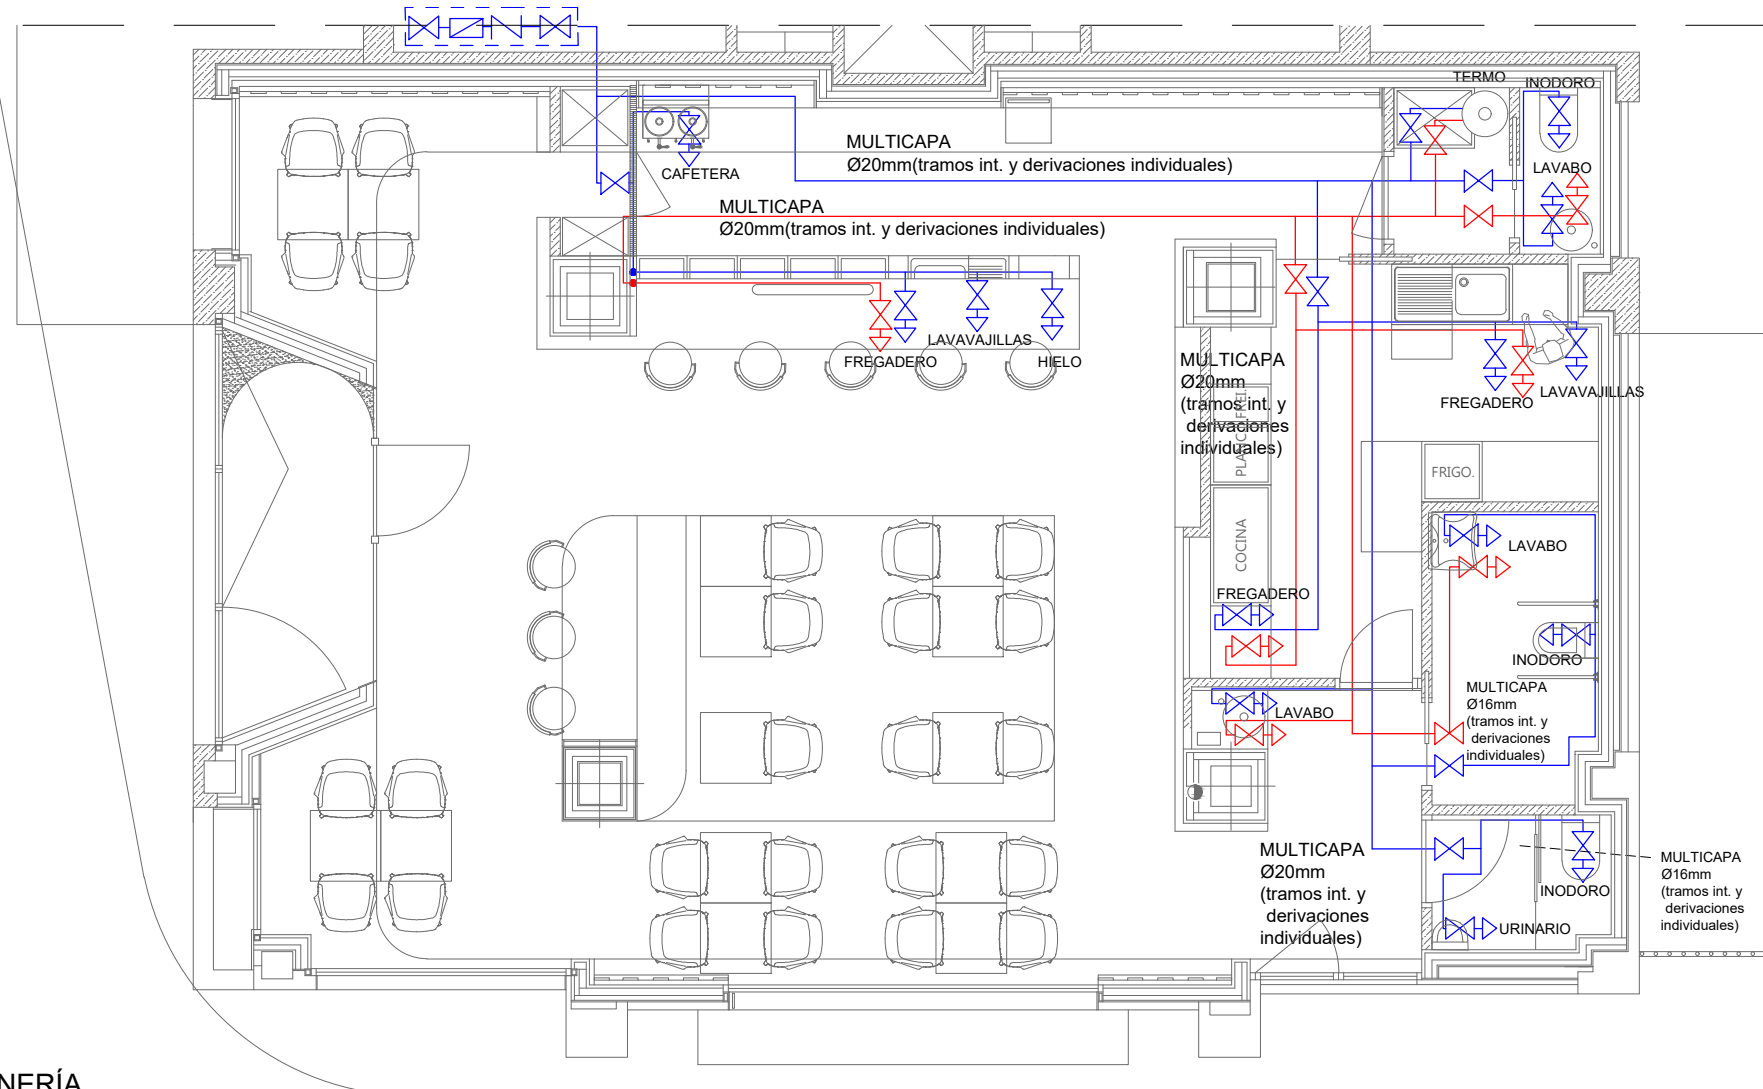 TERMO
INODORO
MULTICAPA
Ø20mm(tramos int. y derivaciones individuales)
CAFETERA
LAVABO
MULTICAPA
Ø20mm(tramos int. y derivaciones individuales)
LAVAVAJILLAS
FREGADERO
HIELO
MULTICAPA
Ø20mm
(tramos int. y
derivaciones
individuales)
FREI.
PLANCHA
COCINA
FREGADERO
LAVAVAJILLAS
FRIGO.
LAVABO
FREGADERO
INODORO
MULTICAPA
Ø16mm
(tramos int. y
derivaciones
individuales)
LAVABO
MULTICAPA
Ø20mm
(tramos int. y
derivaciones
individuales)
INODORO
URINARIO
MULTICAPA
Ø16mm
(tramos int. y
derivaciones
individuales)
NERÍA